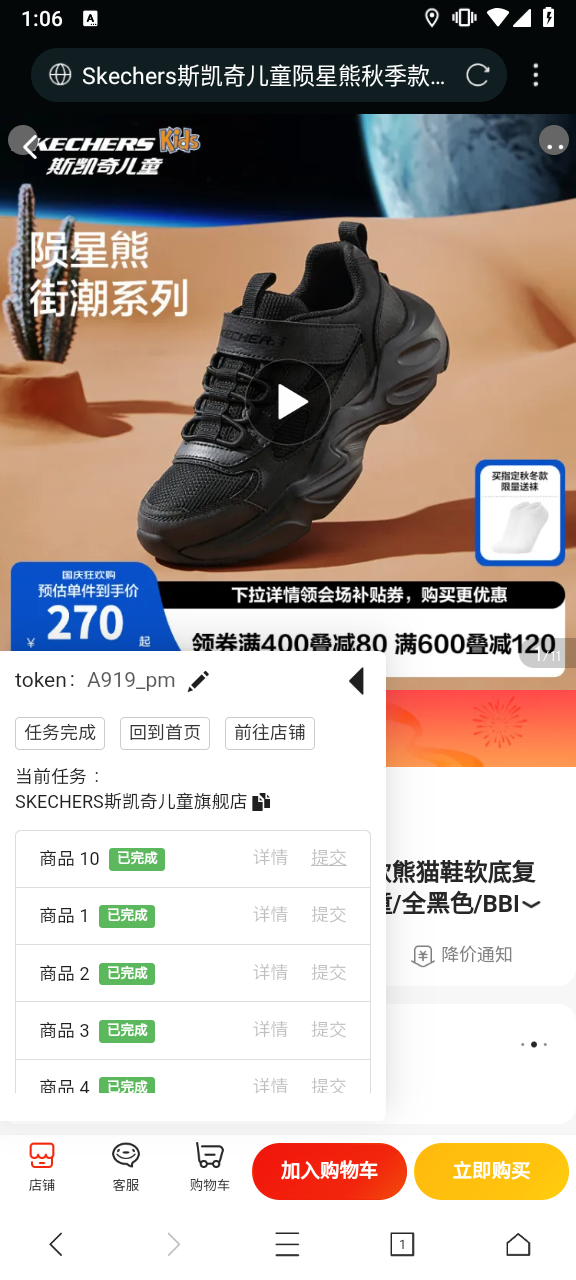 1:06
A
Skechers斯凯奇儿童陨星熊秋季款...
SKECHERS Kids
斯凯奇儿童
陨星熊
街潮系列
SKECHERS
买指定秋冬款
限量送袜
国庆狂欢购
预估单件到手价
¥ 270 起
下拉详情领会场补贴券，购买更优惠
领券满400叠减80 满600叠减120
1/11
token： A919_pm
任务完成 回到首页 前往店铺
当前任务：
SKECHERS斯凯奇儿童旗舰店
商品 10 已完成 详情 提交
商品 1 已完成 详情 提交
商品 2 已完成 详情 提交
商品 3 已完成 详情 提交
商品 4 已完成 详情 提交
熊猫鞋软底复
/全黑色/BBI
降价通知
店铺
客服
购物车
加入购物车
立即购买
1